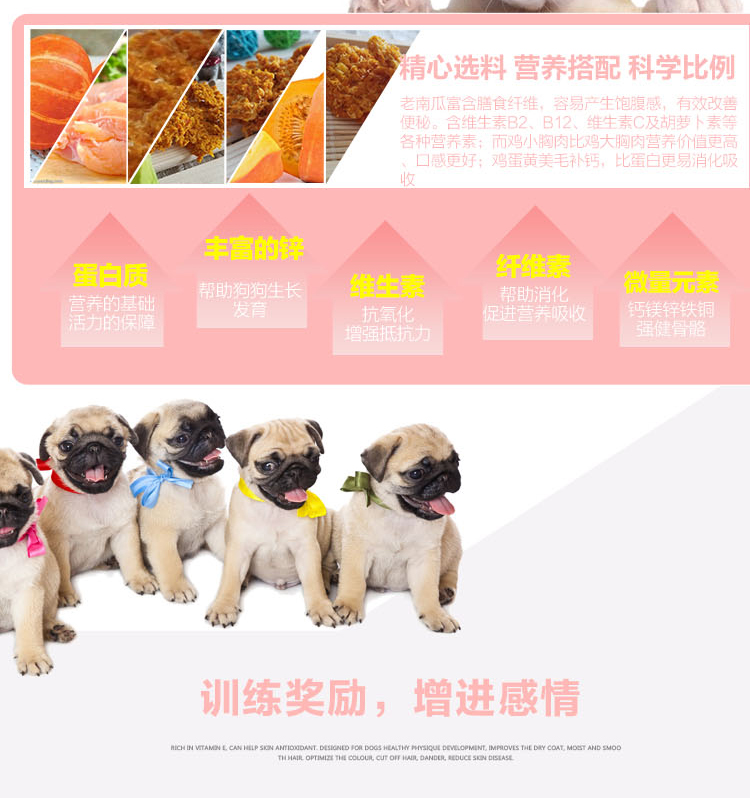 精心选料 营养搭配 科学比例
老南瓜富含膳食纤维，容易产生饱腹感，有效改善
便秘。含维生素B2、B12、维生素C及胡萝卜素等
各种营养素；而鸡小胸肉比鸡大胸肉营养价值更高
、口感更好；鸡蛋黄美毛补钙，比蛋白更易消化吸
收
蛋白质
营养的基础
活力的保障
丰富的锌
帮助狗狗生长
发育
维生素
抗氧化
增强抵抗力
纤维素
帮助消化
促进营养吸收
微量元素
钙镁锌铁铜
强健骨骼
训练奖励，增进感情
RICH IN VITAMIN E, CAN HELP SKIN ANTIOXIDANT. DESIGNED FOR DOGS HEALTHY PHYSIQUE DEVELOPMENT, IMPROVES THE DRY COAT, MOIST AND SMOO
TH HAIR. OPTIMIZE THE COLOUR, CUT OFF HAIR, DANDER, REDUCE SKIN DISEASE.